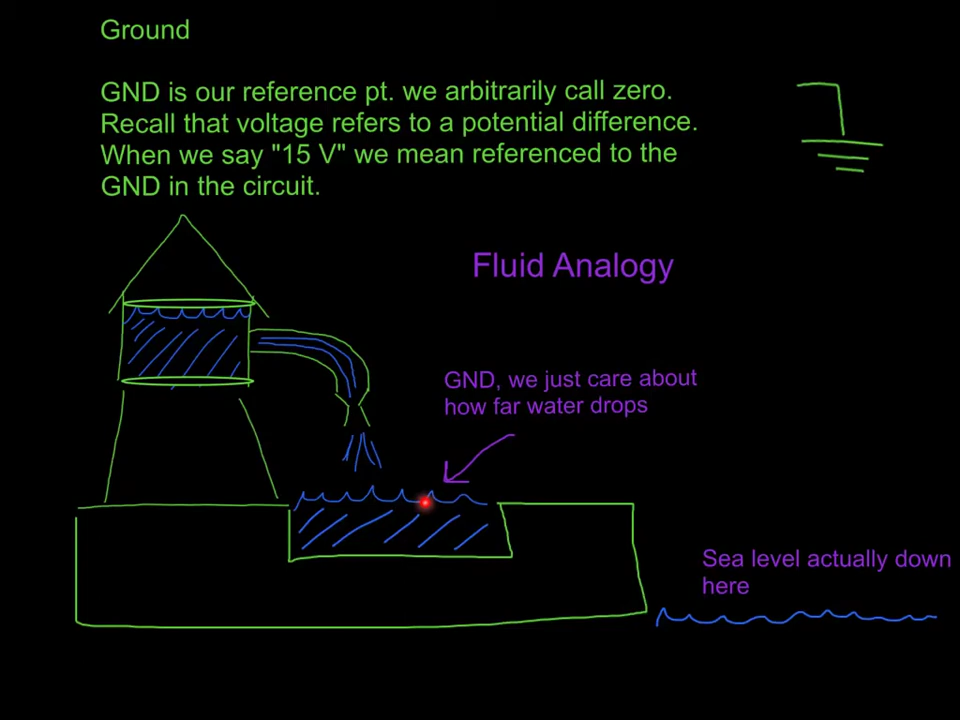 Ground
GND is our reference pt. we arbitrarily call zero.
Recall that voltage refers to a potential difference.
When we say "15 V" we mean referenced to the
GND in the circuit.
Fluid Analogy
GND, we just care about
how far water drops
Sea level actually down
here